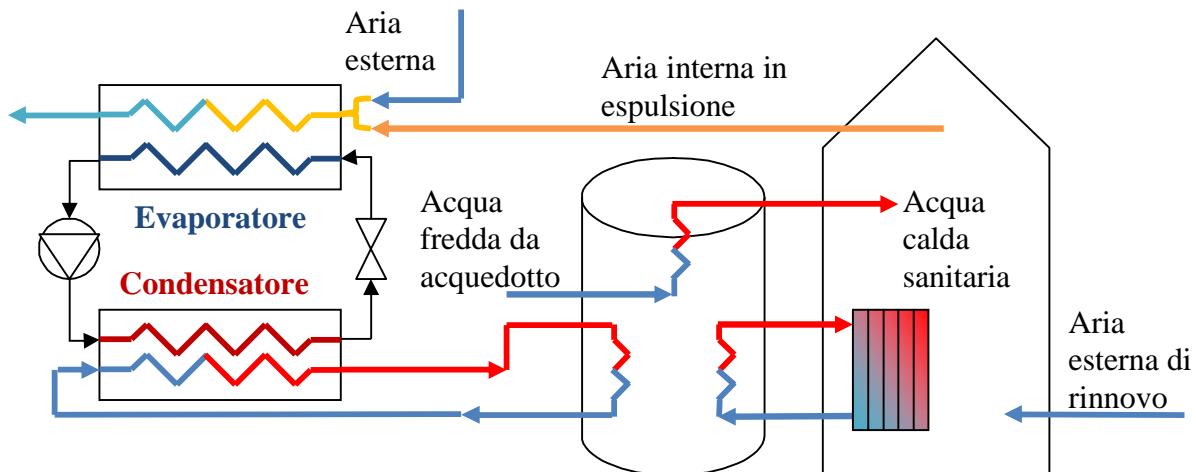 Aria
esterna
Aria interna in
espulsione
Evaporatore
Condensatore
Acqua
fredda da
acquedotto
Acqua
calda
sanitaria
Aria
esterna di
rinnovo